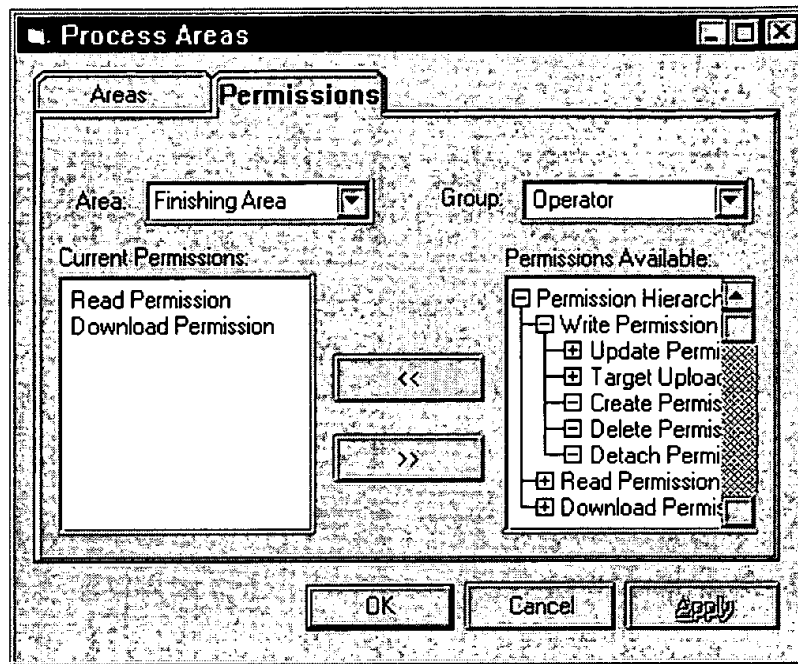 Process Areas
Areas Permissions
Area: Finishing Area Group: Operator
Current Permissions: Permissions Available:
Read Permission
Download Permission
Permission Hierarch
Write Permission
Update Permi
Target Upload
Create Permis
Delete Permis
Detach Permi
Read Permission
Download Permis
<<
>>
OK Cancel Apply